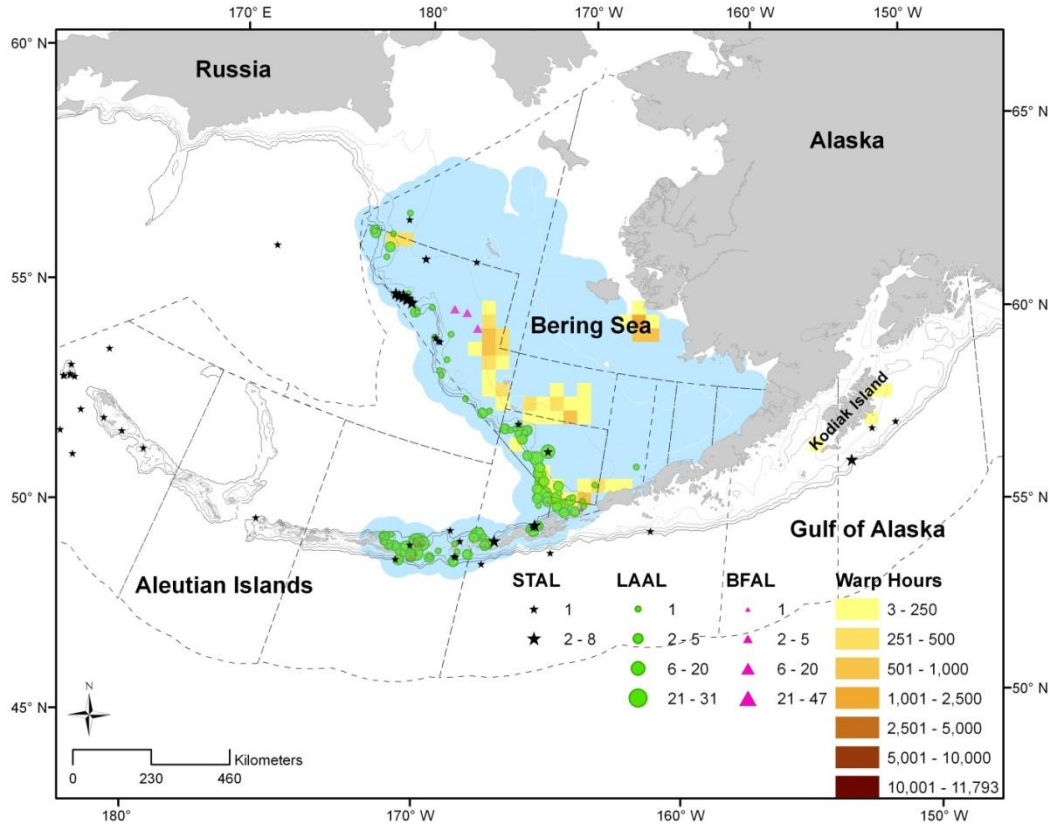 170° E
180°
170° W
160° W
150° W
60° N
Russia
65° N
Alaska
55° N
60° N
Bering Sea
Kodiak Island
50° N
55° N
Gulf of Alaska
Aleutian Islands
STAL
LAAL
BFAL
Warp Hours
1
1
1
3 - 250
2 - 8
2 - 5
2 - 5
251 - 500
6 - 20
6 - 20
501 - 1,000
21 - 31
21 - 47
1,001 - 2,500
50° N
45° N
N
2,501 - 5,000
Kilometers
5,001 - 10,000
0
230
460
10,001 - 11,793
180°
170° W
160° W
150° W